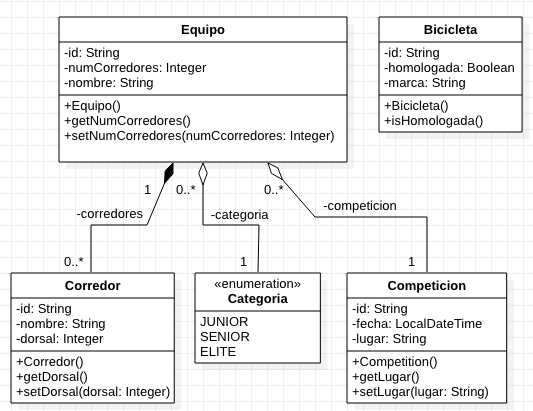 Equipo
-id: String
-numCorredores: Integer
-nombre: String
+Equipo()
+getNumCorredores()
+setNumCorredores(numCcorredores: Integer)
Bicicleta
-id: String
-homologada: Boolean
-marca: String
+Bicicleta()
+isHomologada()
1
0..*
0..*
-corredores
-categoria
-competicion
0..*
1
1
Corredor
-id: String
-nombre: String
-dorsal: Integer
+Corredor()
+getDorsal()
+setDorsal(dorsal: Integer)
«enumeration»
Categoria
JUNIOR
SENIOR
ELITE
Competicion
-id: String
-fecha: LocalDateTime
-lugar: String
+Competition()
+getLugar()
+setLugar(lugar: String)